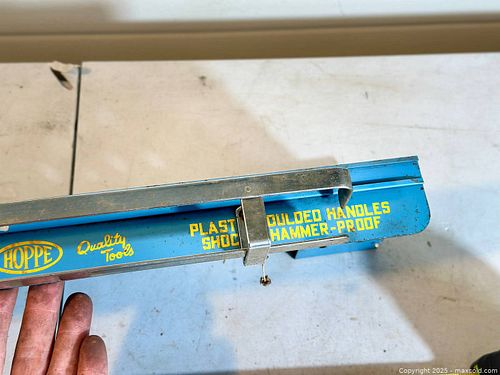 HOPPE
Quality
Tools
PLAST OULDED HANDLES
SHOC HAMMER-PROOF
Copyright 2025 - maxsold.com